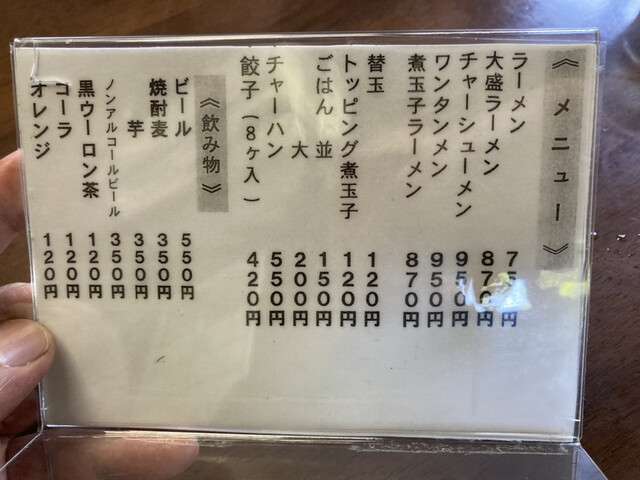 《メニュー》
ラーメン 750円
大盛ラーメン 870円
チャーシューメン 950円
ワンタンメン 950円
煮玉子ラーメン 870円
替玉 120円
トッピング煮玉子 120円
ごはん 並 150円
大 200円
チャーハン 550円
餃子(8ヶ入) 420円
《飲み物》
ビール 550円
焼酎麦 350円
芋 350円
ノンアルコールビール 350円
黒ウーロン茶 120円
コーラ 120円
オレンジ 120円